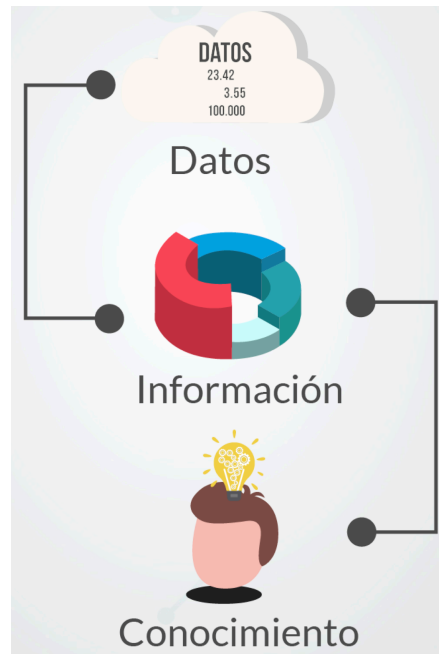 DATOS
23.42
3.55
100.000
Datos
Información
Conocimiento